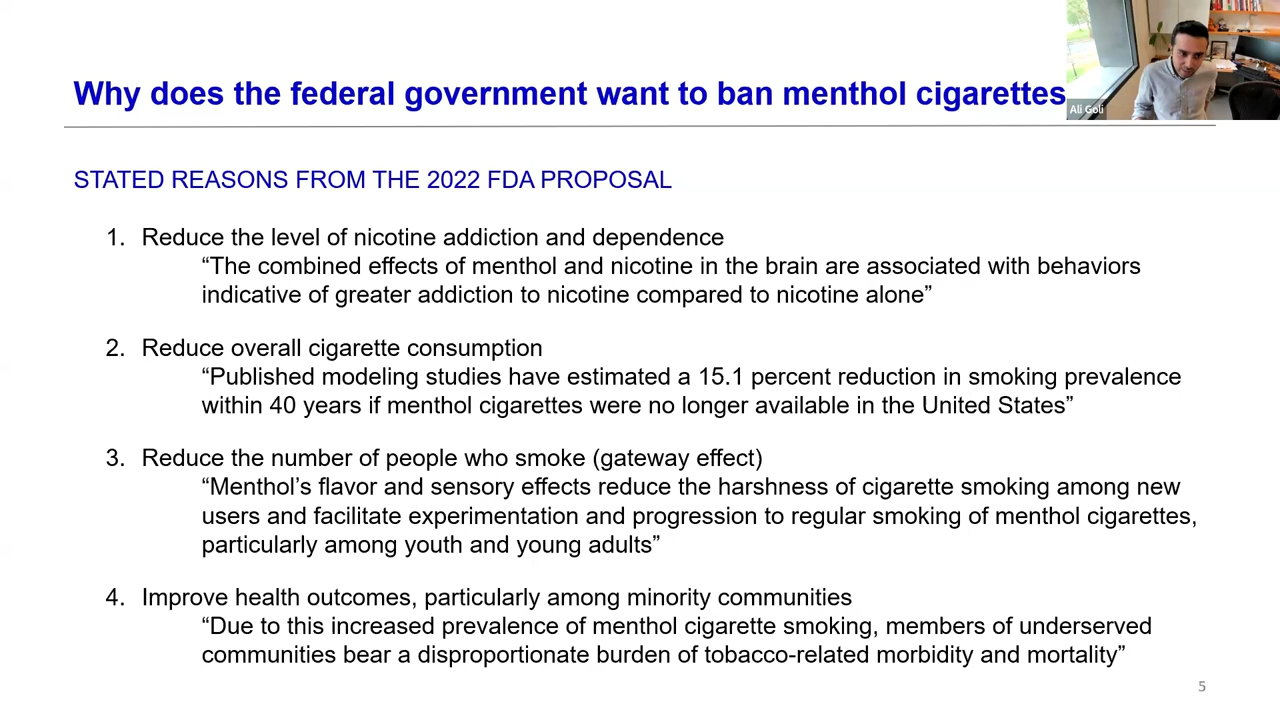 Why does the federal government want to ban menthol cigarettes
Ali Goli
STATED REASONS FROM THE 2022 FDA PROPOSAL
1. Reduce the level of nicotine addiction and dependence
“The combined effects of menthol and nicotine in the brain are associated with behaviors
indicative of greater addiction to nicotine compared to nicotine alone”
2. Reduce overall cigarette consumption
“Published modeling studies have estimated a 15.1 percent reduction in smoking prevalence
within 40 years if menthol cigarettes were no longer available in the United States”
3. Reduce the number of people who smoke (gateway effect)
“Menthol’s flavor and sensory effects reduce the harshness of cigarette smoking among new
users and facilitate experimentation and progression to regular smoking of menthol cigarettes,
particularly among youth and young adults”
4. Improve health outcomes, particularly among minority communities
“Due to this increased prevalence of menthol cigarette smoking, members of underserved
communities bear a disproportionate burden of tobacco-related morbidity and mortality”
5